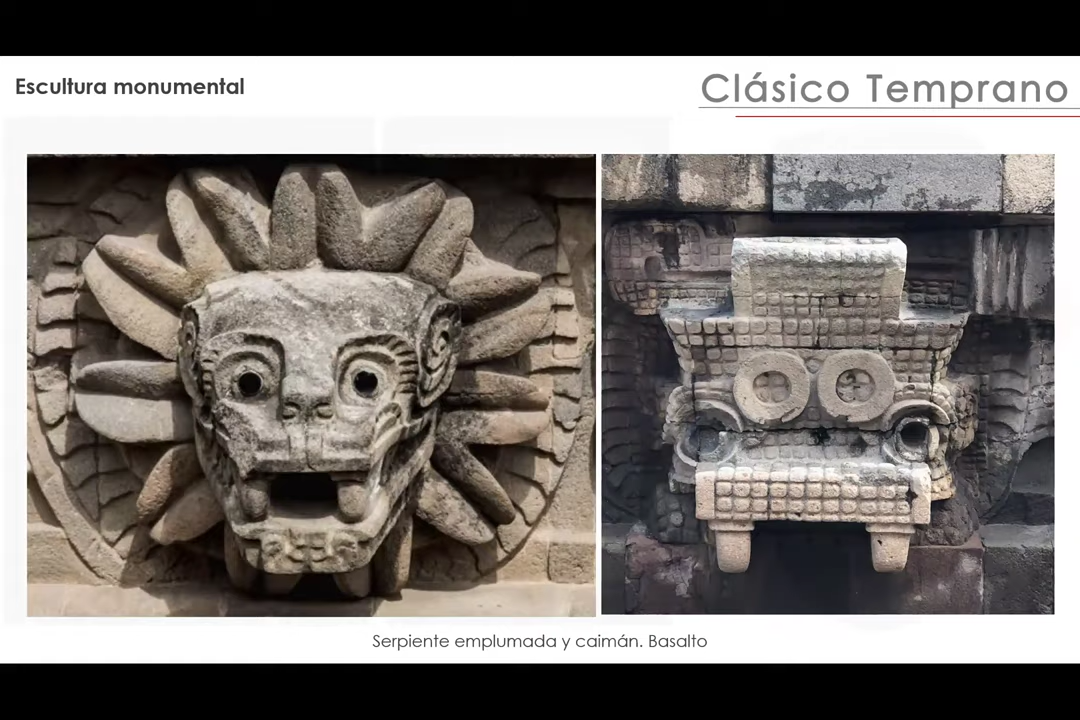 Escultura monumental
Clásico Temprano
Serpiente emplumada y caimán. Basalto